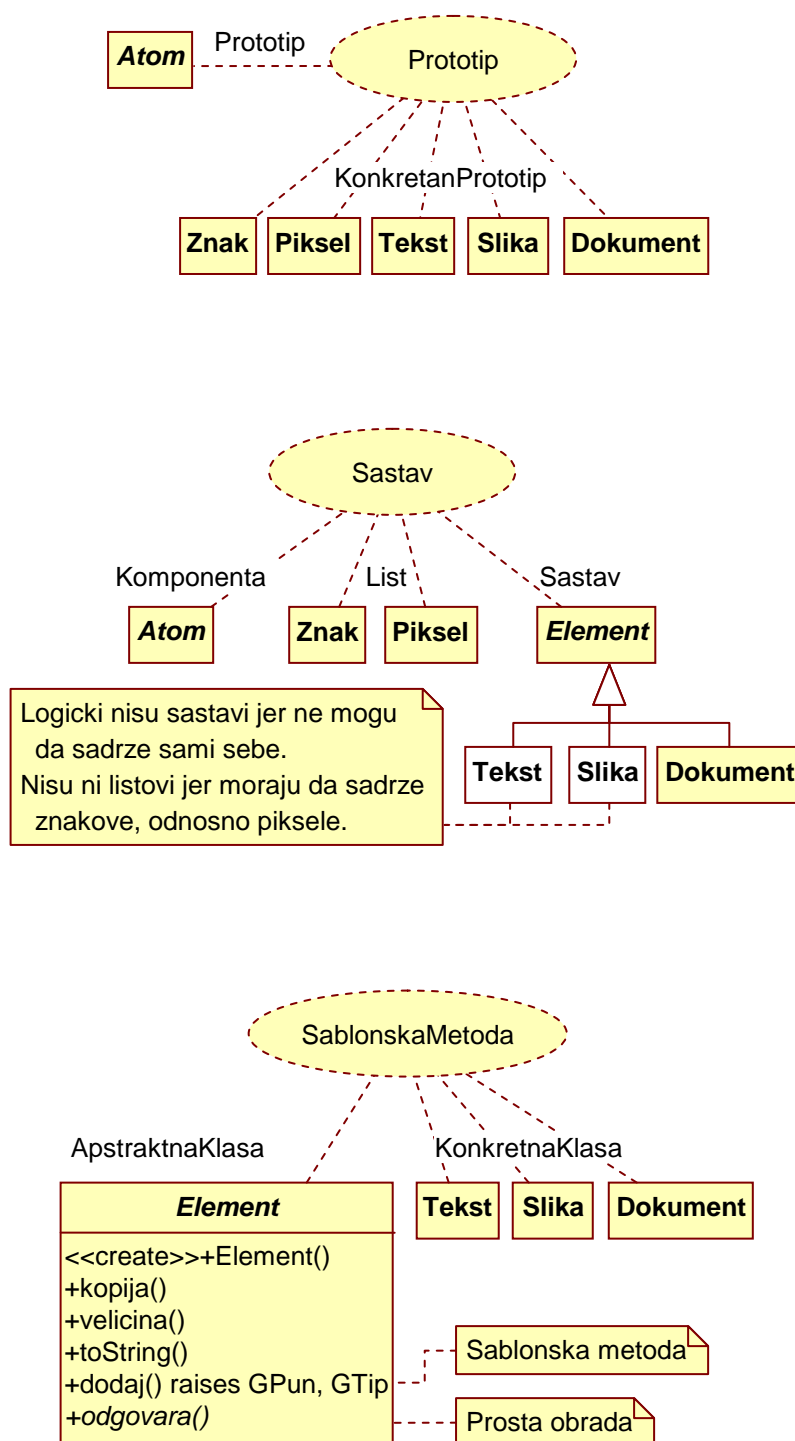 Prototip
Atom
Prototip
KonkretanPrototip
Znak
Piksel
Tekst
Slika
Dokument
Sastav
Komponenta
List
Sastav
Atom
Znak
Piksel
Element
Logicki nisu sastavi jer ne mogu
da sadrze sami sebe.
Nisu ni listovi jer moraju da sadrze
znakove, odnosno piksele.
Tekst
Slika
Dokument
SablonskaMetoda
ApstraktnaKlasa
KonkretnaKlasa
Element
Tekst
Slika
Dokument
<<create>>+Element()
+kopija()
+velicina()
+toString()
+dodaj() raises GPun, GTip
+odgovara()
Sablonska metoda
Prosta obrada